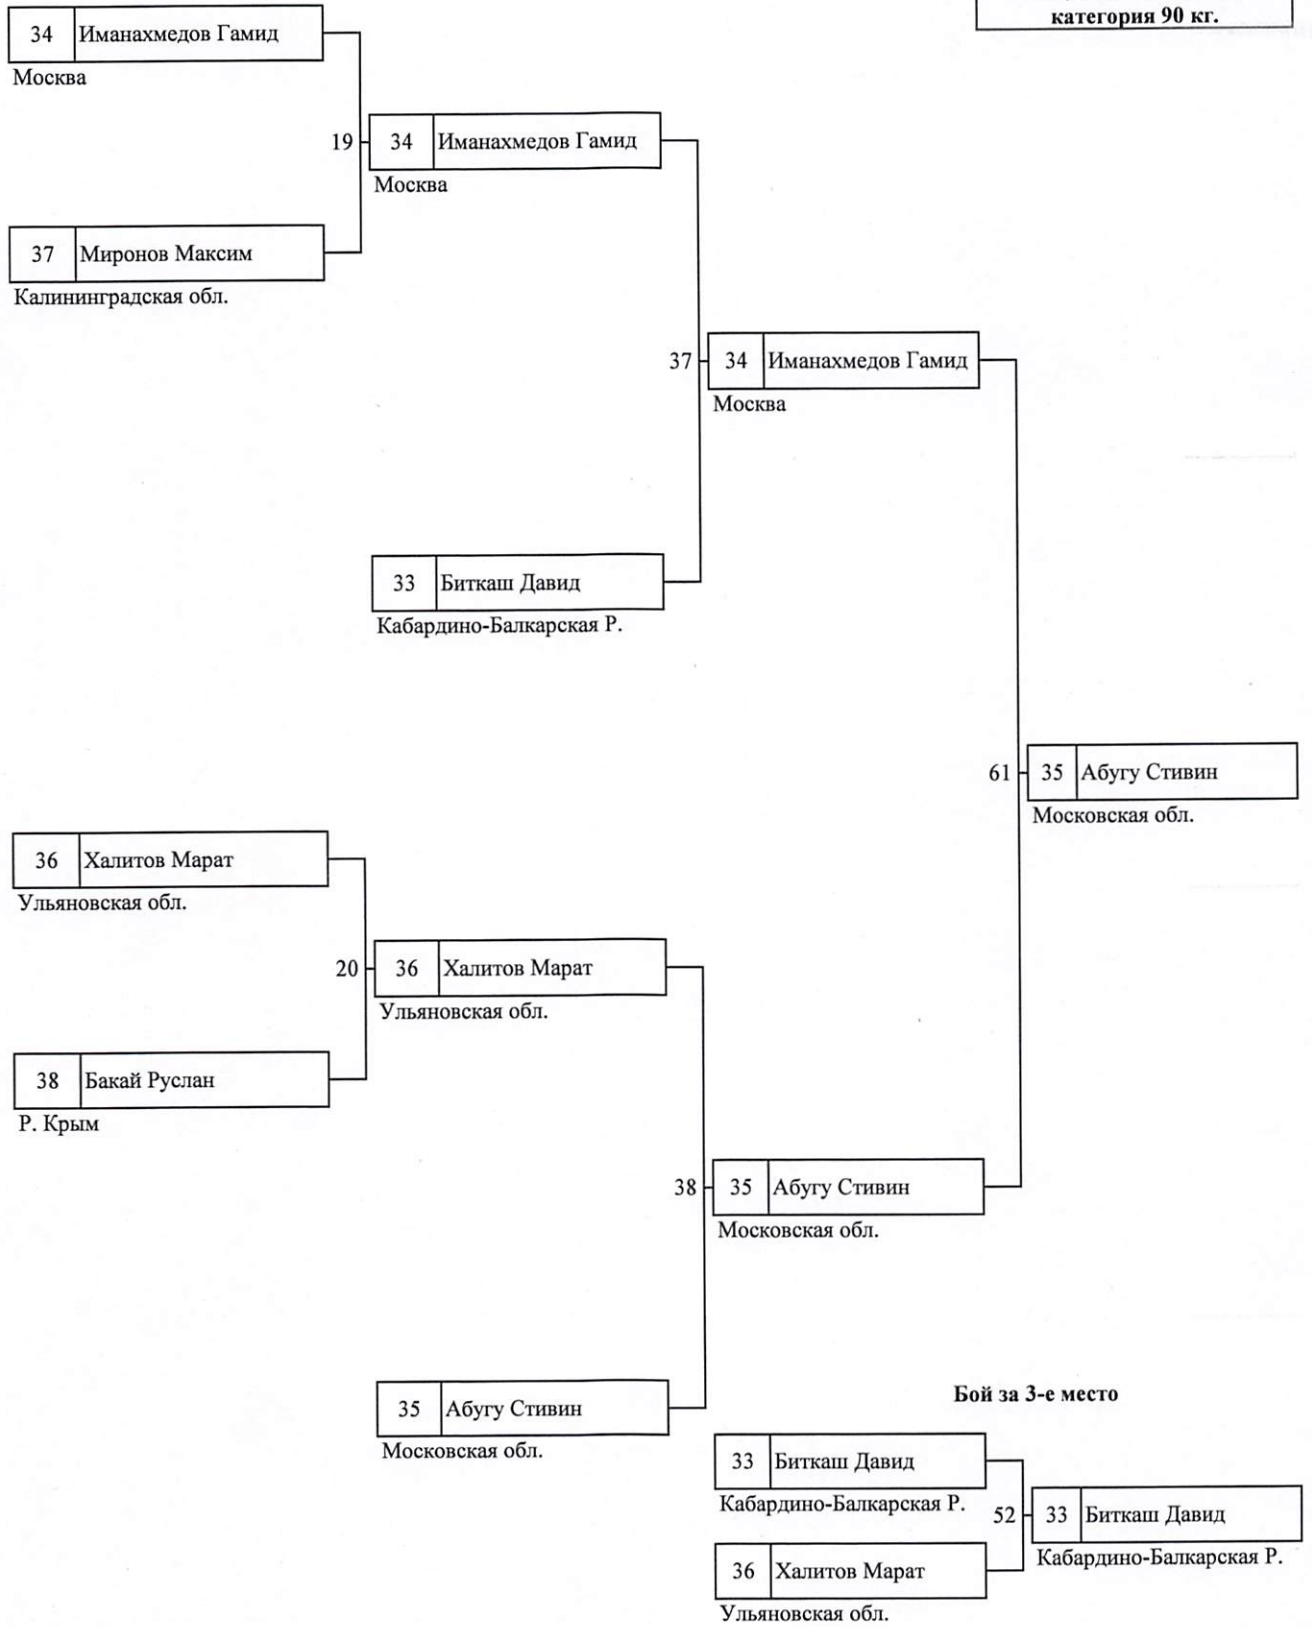 категория 90 кг.
34 Иманахмедов Гамид
Москва
19 34 Иманахмедов Гамид
Москва
37 Миронов Максим
Калининградская обл.
37 34 Иманахмедов Гамид
Москва
33 Биткаш Давид
Кабардино-Балкарская Р.
61 35 Абугу Стивин
Московская обл.
36 Халитов Марат
Ульяновская обл.
20 36 Халитов Марат
Ульяновская обл.
38 Бакай Руслан
Р. Крым
38 35 Абугу Стивин
Московская обл.
35 Абугу Стивин
Московская обл.
Бой за 3-е место
33 Биткаш Давид
Кабардино-Балкарская Р.
52 33 Биткаш Давид
Кабардино-Балкарская Р.
36 Халитов Марат
Ульяновская обл.